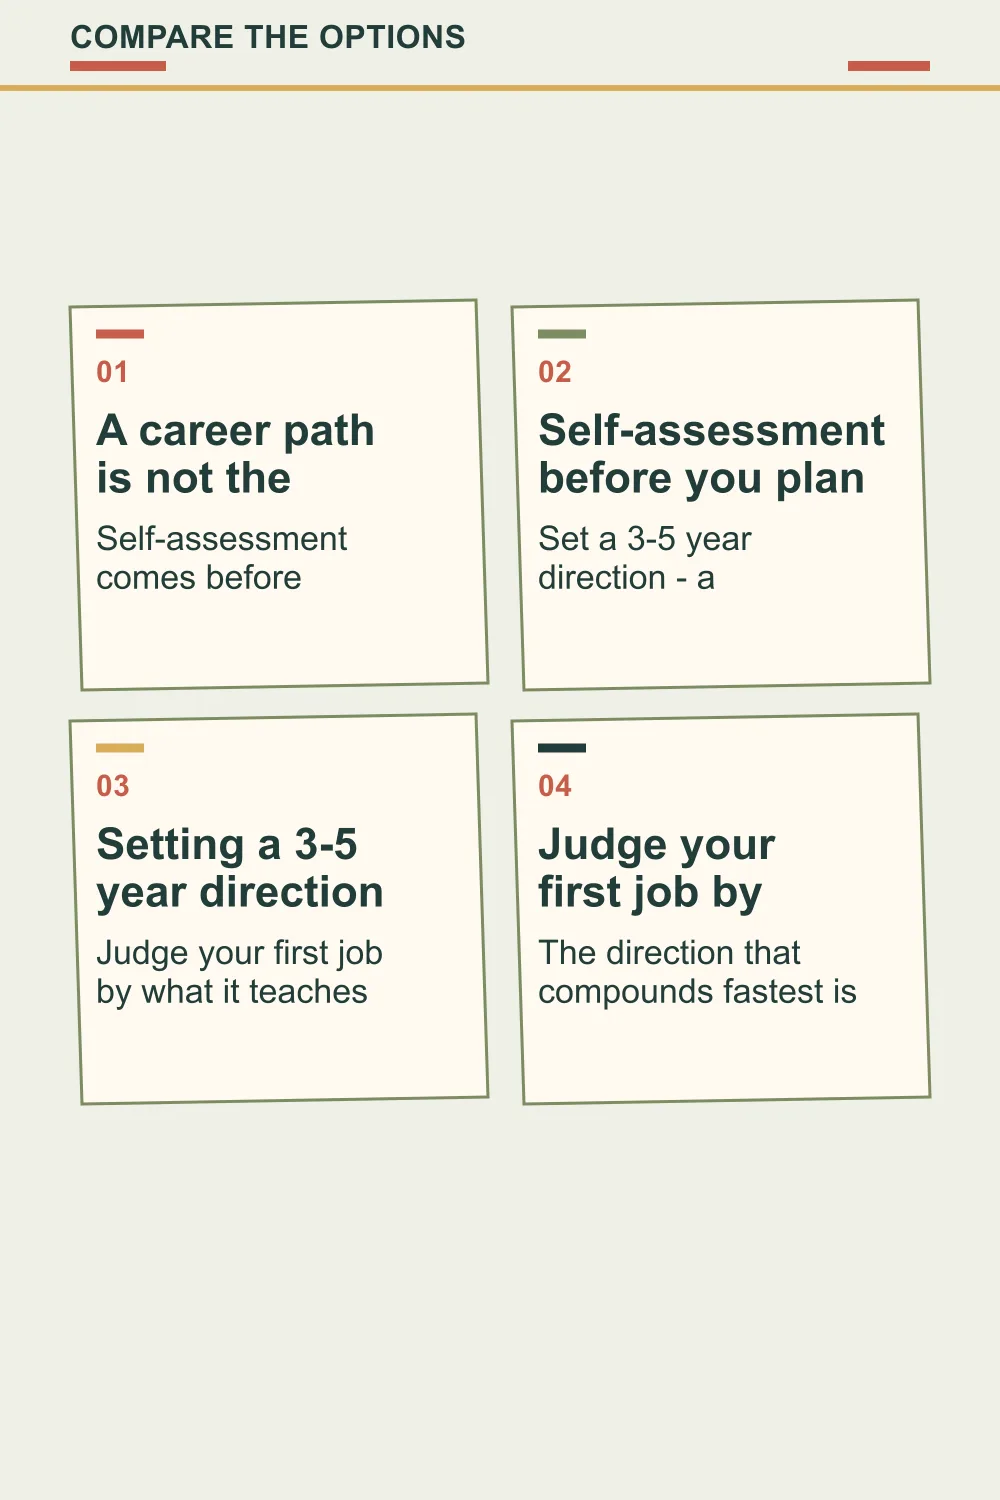 COMPARE THE OPTIONS
01
A career path
is not the
Self-assessment
comes before
02
Self-assessment
before you plan
Set a 3-5 year
direction - a
03
Setting a 3-5
year direction
Judge your first job
by what it teaches
04
Judge your
first job by
The direction that
compounds fastest is